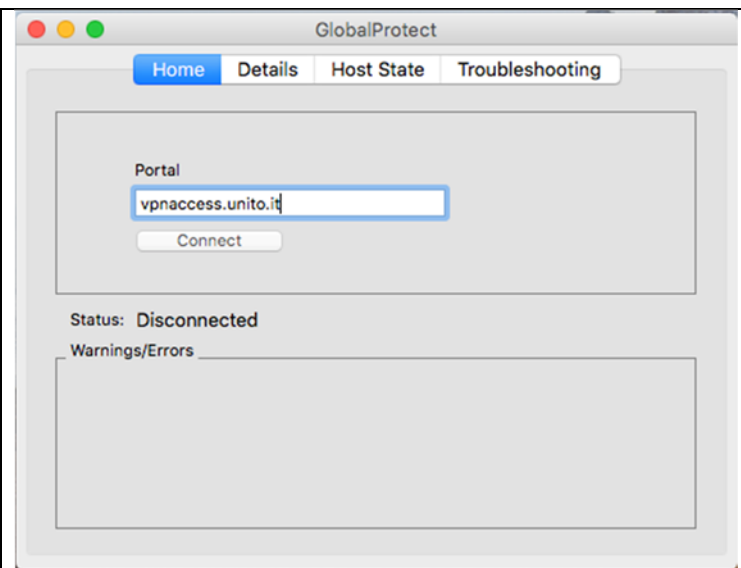 GlobalProtect
Home Details Host State Troubleshooting
Portal
vpnaccess.unito.it
Connect
Status: Disconnected
Warnings/Errors